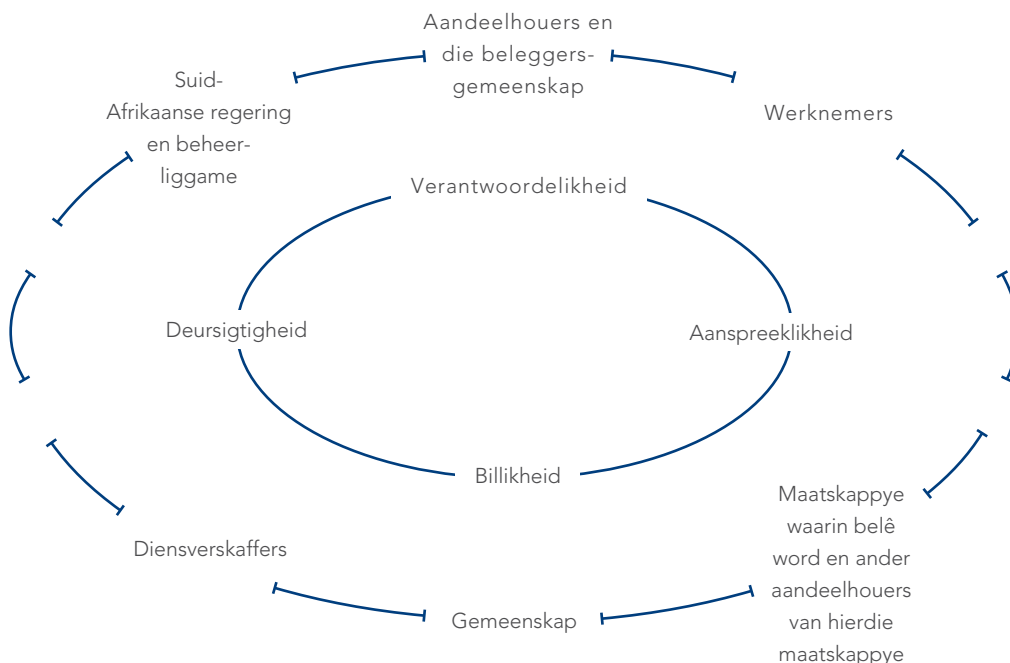 Aandeelhouers en
die beleggers-
gemeenskap
Suid-
Afrikaanse regering
en beheer-
liggame
Werknemers
Verantwoordelikheid
Deursigtigheid
Aanspreeklikheid
Billikheid
Diensverskaffers
Gemeenskap
Maatskappye
waarin belê
word en ander
aandeelhouers
van hierdie
maatskappye